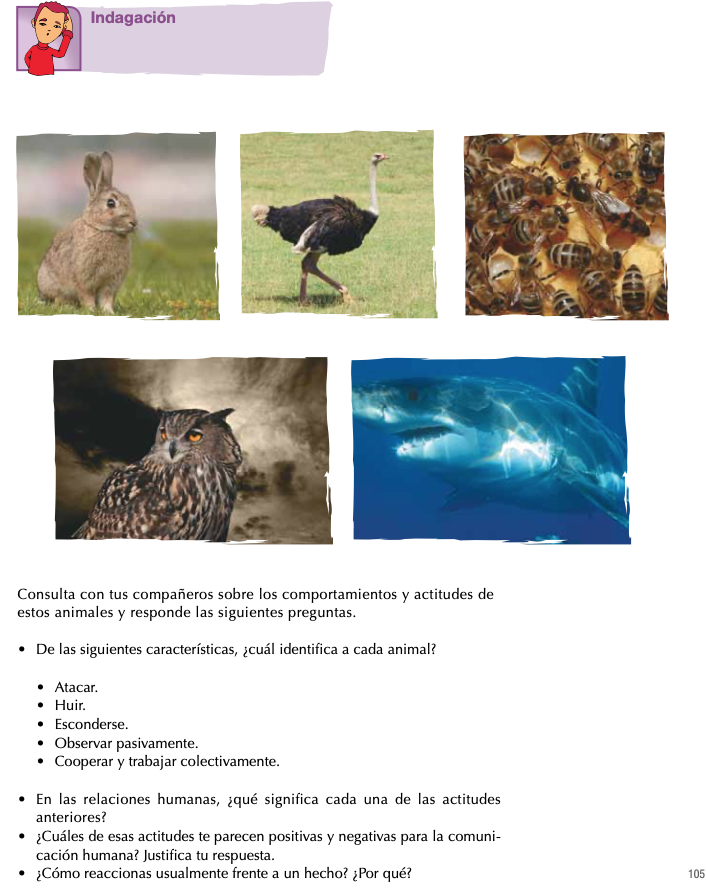 Indagación
Consulta con tus compañeros sobre los comportamientos y actitudes de
estos animales y responde las siguientes preguntas.
• De las siguientes características, ¿cuál identifica a cada animal?
• Atacar.
• Huir.
• Esconderse.
• Observar pasivamente.
• Cooperar y trabajar colectivamente.
• En las relaciones humanas, ¿qué significa cada una de las actitudes
anteriores?
• ¿Cuáles de esas actitudes te parecen positivas y negativas para la comuni-
cación humana? Justifica tu respuesta.
• ¿Cómo reaccionas usualmente frente a un hecho? ¿Por qué?
105